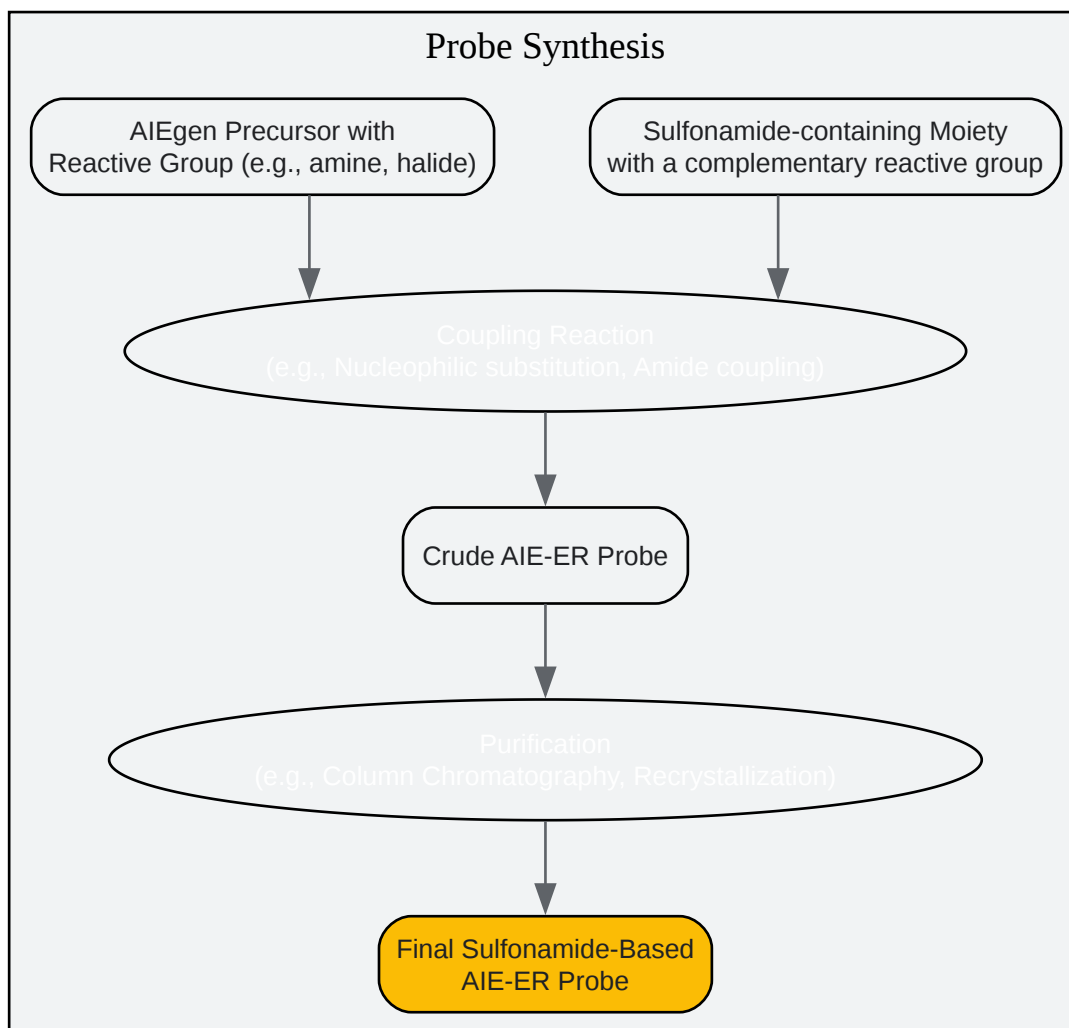 Probe Synthesis
AIEgen Precursor with
Reactive Group (e.g., amine, halide)
Sulfonamide-containing Moiety
with a complementary reactive group
Coupling Reaction
(e.g., Nucleophilic substitution, Amide coupling)
Crude AIE-ER Probe
Purification
(e.g., Column Chromatography, Recrystallization)
Final Sulfonamide-Based
AIE-ER Probe